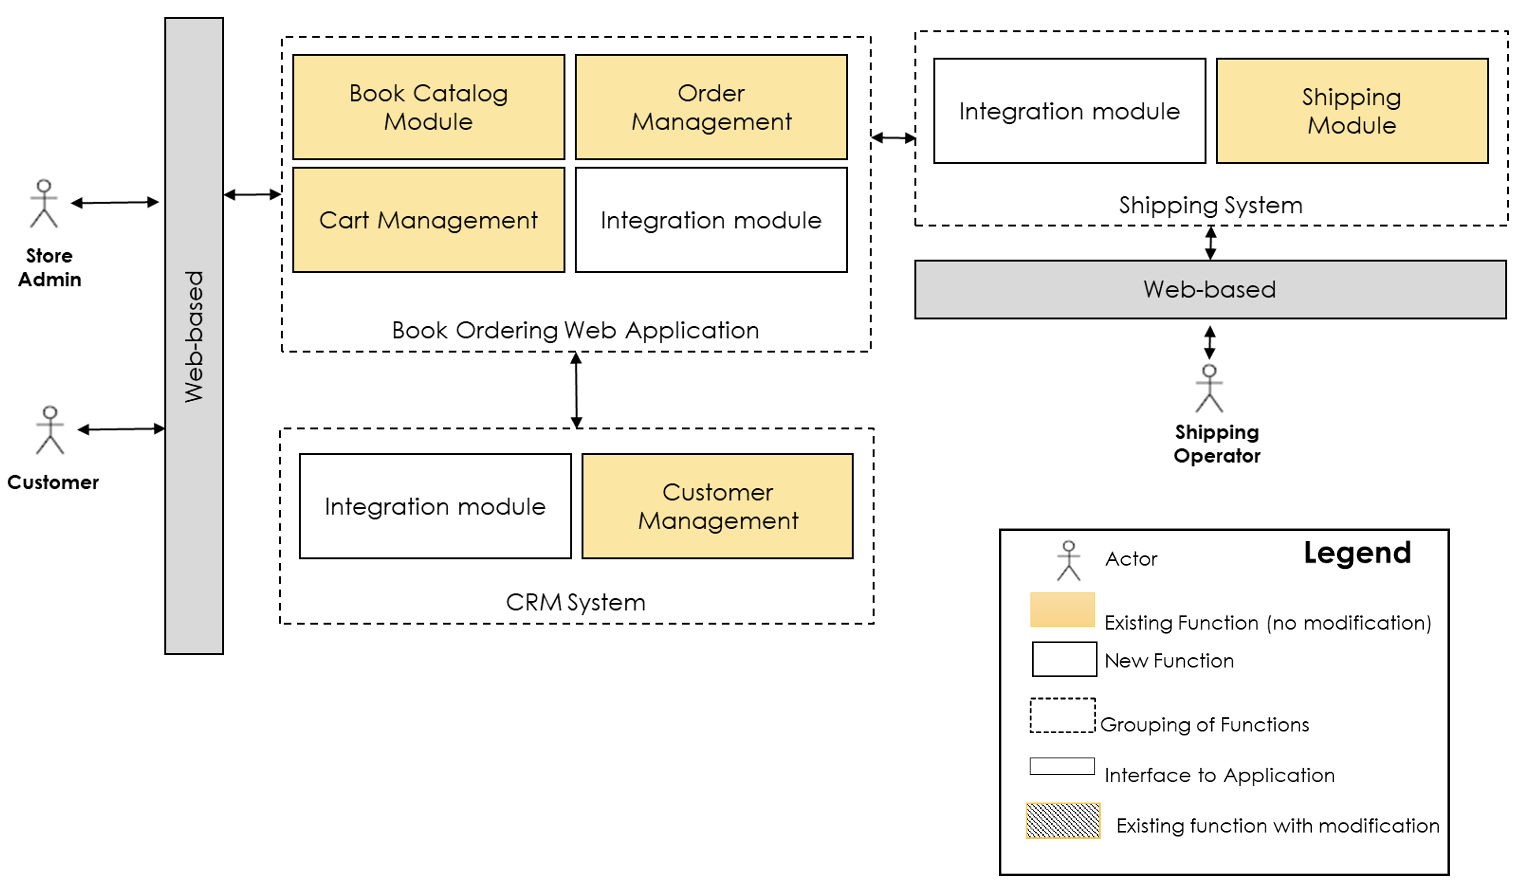 Book Catalog
Module
Order
Management
Cart Management
Integration module
Book Ordering Web Application
Integration module
Shipping
Module
Shipping System
Web-based
Shipping
Operator
Store
Admin
Customer
Web-based
Integration module
Customer
Management
CRM System
Legend
Actor
Existing Function (no modification)
New Function
Grouping of Functions
Interface to Application
Existing function with modification